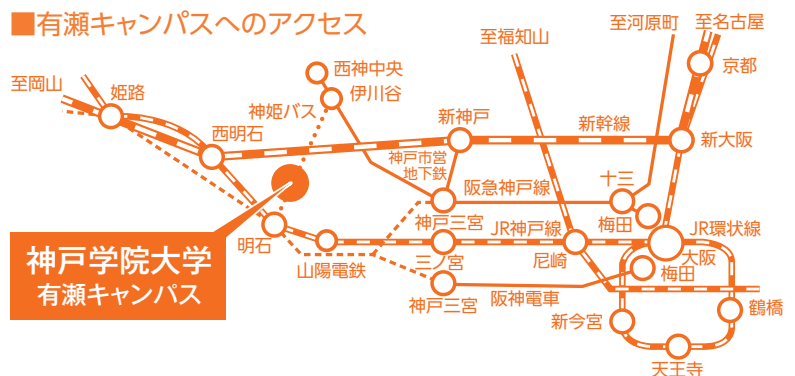 ■有瀬キャンパスへのアクセス
至岡山
姫路
西明石
神姫バス
西神中央
伊川谷
新神戸
神戸市営
地下鉄
至福知山
新幹線
至河原町
至名古屋
京都
新大阪
阪急神戸線
十三
梅田
神戸三宮
JR神戸線
JR環状線
大阪
明石
山陽電鉄
三ノ宮
尼崎
梅田
神戸三宮
阪神電車
新今宮
鶴橋
天王寺
神戸学院大学
有瀬キャンパス